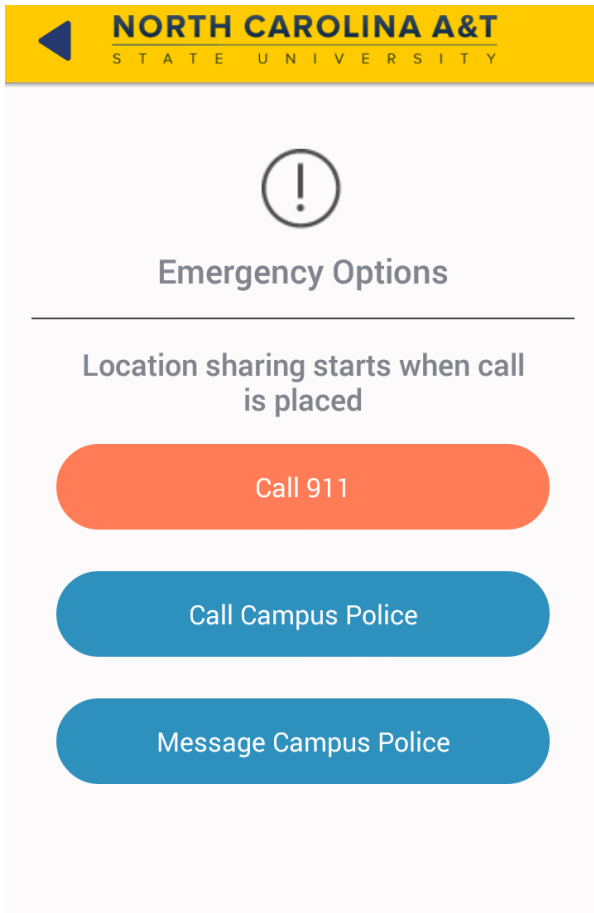 NORTH CAROLINA A&T
STATE UNIVERSITY
Emergency Options
Location sharing starts when call
is placed
Call 911
Call Campus Police
Message Campus Police